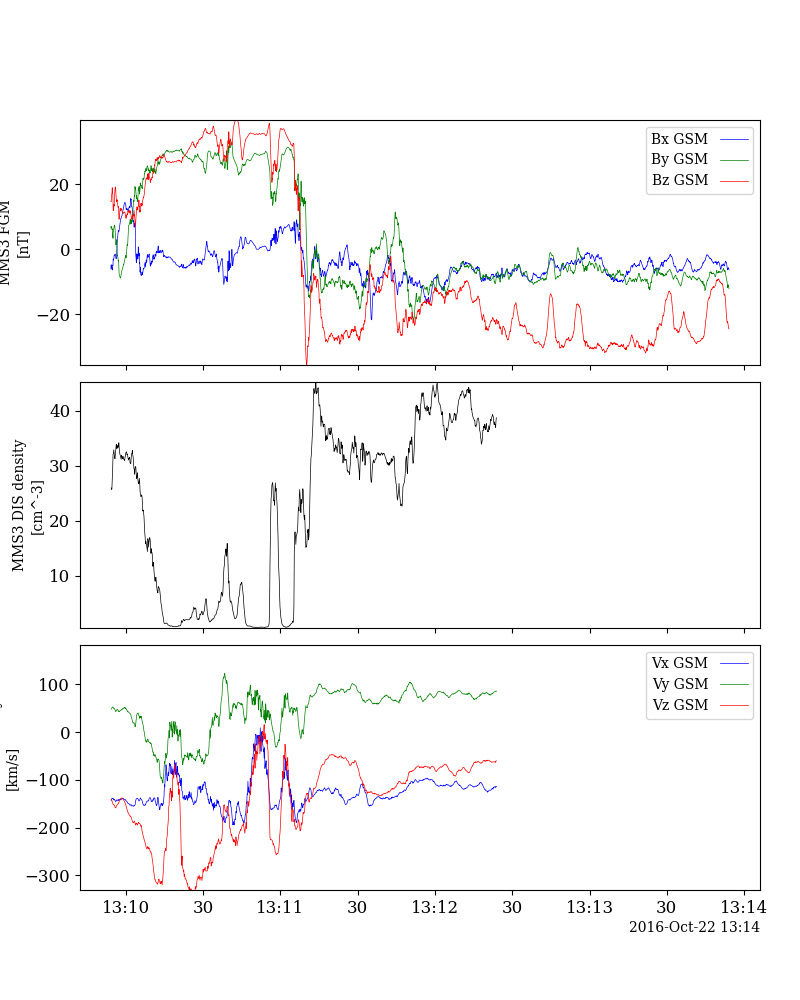 MMS3 FGM
[nT]
20
0
−20
Bx GSM
By GSM
Bz GSM
MMS3 DIS density
[cm^-3]
40
30
20
10
[km/s]
100
0
−100
−200
−300
Vx GSM
Vy GSM
Vz GSM
13:10 30 13:11 30 13:12 30 13:13 30 13:14
2016-Oct-22 13:14